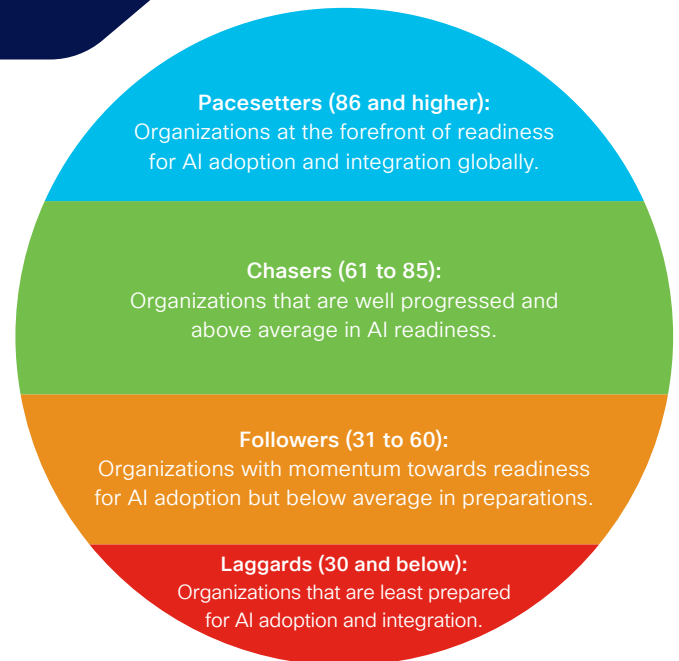 Pacesetters (86 and higher):
Organizations at the forefront of readiness
for AI adoption and integration globally.
Chasers (61 to 85):
Organizations that are well progressed and
above average in AI readiness.
Followers (31 to 60):
Organizations with momentum towards readiness
for AI adoption but below average in preparations.
Laggards (30 and below):
Organizations that are least prepared
for AI adoption and integration.